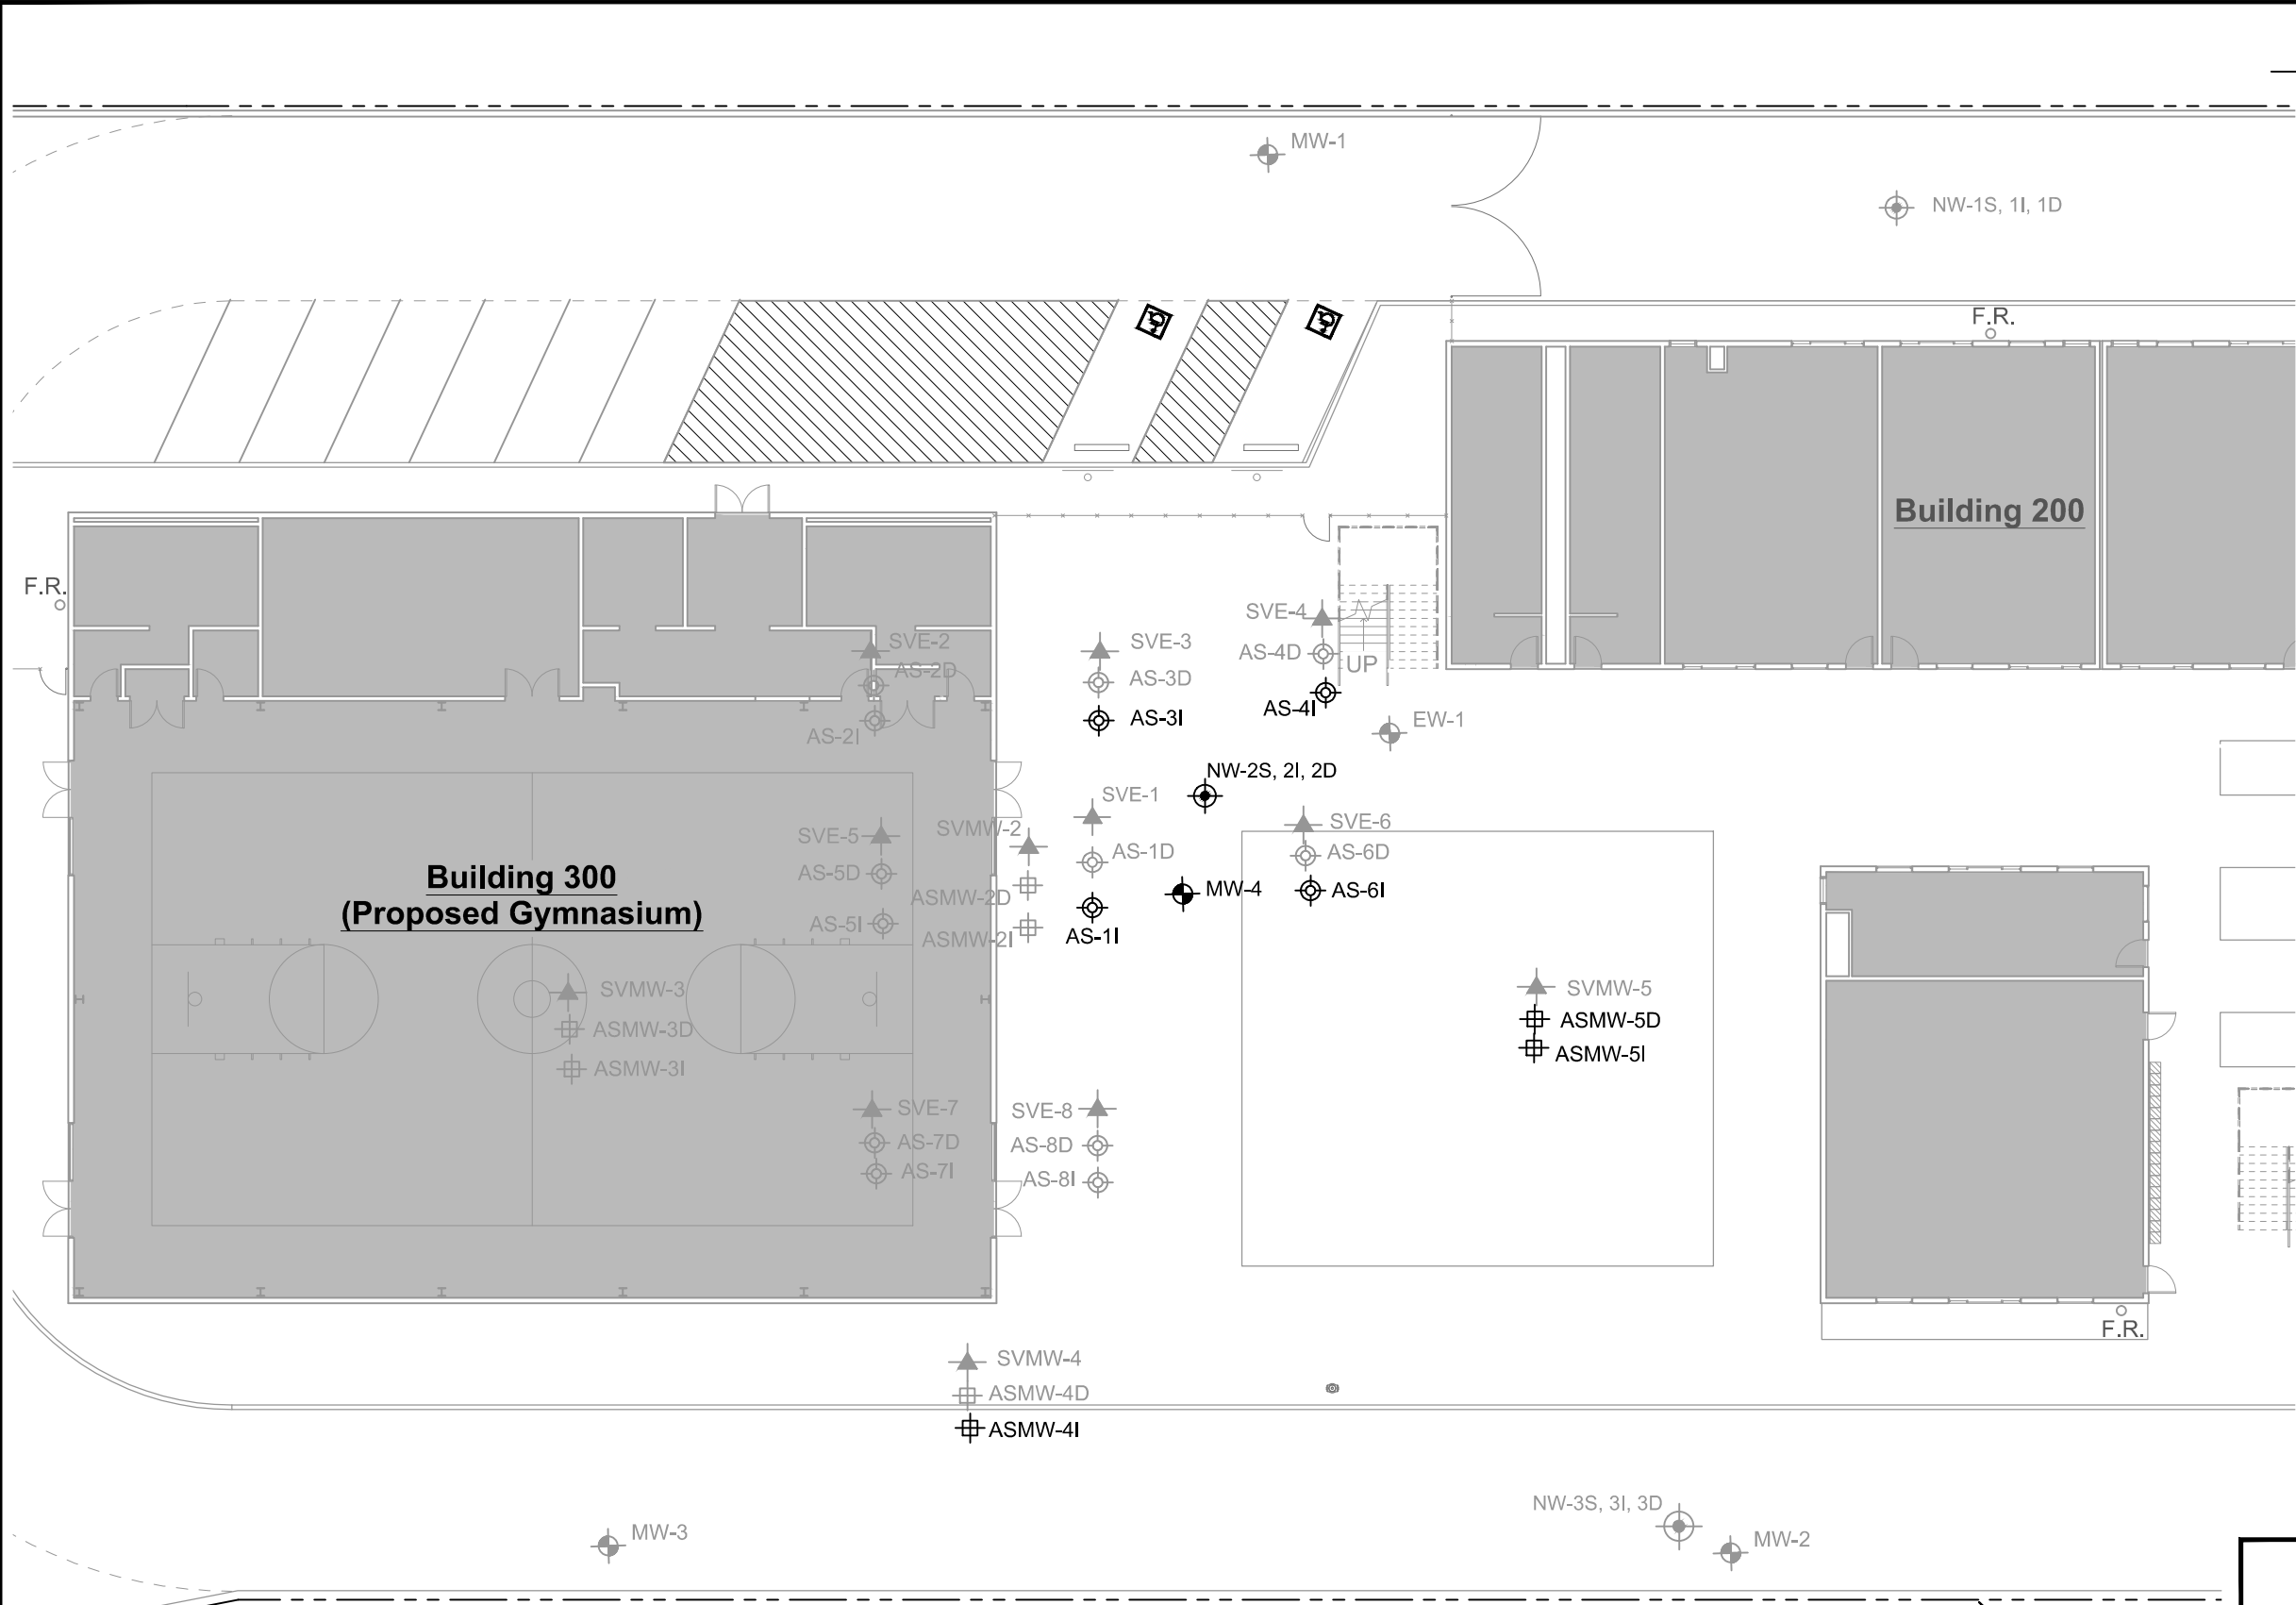 MW-1
NW-1S, 1I, 1D
F.R.
Building 200
F.R.
SVE-2
AS-2D
AS-2I
SVE-3
AS-3D
AS-3I
SVE-4
AS-4D
AS-4I
UP
EW-1
NW-2S, 2I, 2D
SVE-1
AS-1D
AS-1I
SVMW-2
ASMW-2D
ASMW-2I
SVE-5
AS-5D
AS-5I
SVE-6
AS-6D
AS-6I
MW-4
Building 300
(Proposed Gymnasium)
SVMW-3
ASMW-3D
ASMW-3I
SVMW-5
ASMW-5D
ASMW-5I
SVE-7
AS-7D
AS-7I
SVE-8
AS-8D
AS-8I
F.R.
SVMW-4
ASMW-4D
ASMW-4I
NW-3S, 3I, 3D
MW-3
MW-2